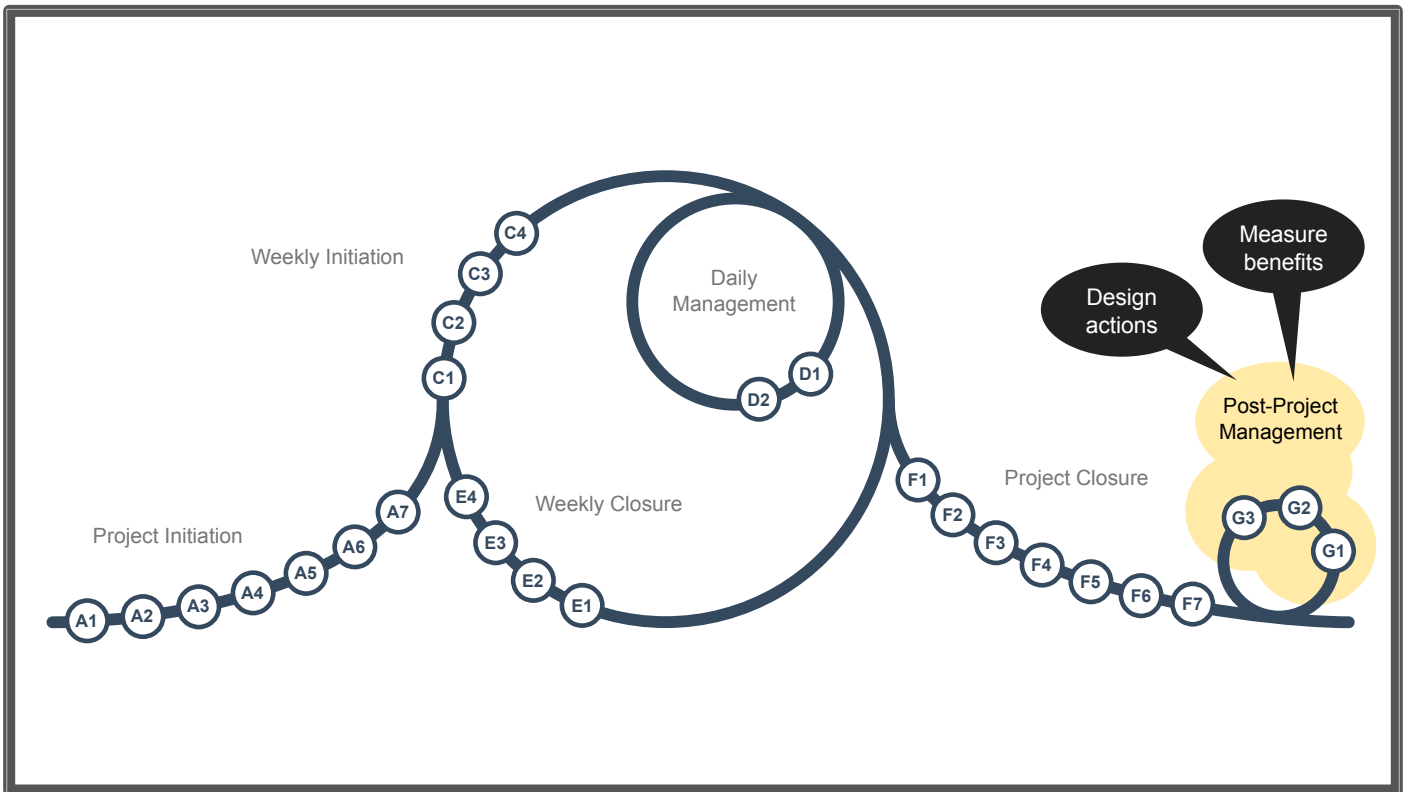 Measure
benefits
Design
actions
Weekly Initiation
Daily
Management
Post-Project
Management
Weekly Closure
Project Closure
Project Initiation
A1
A2
A3
A4
A5
A6
A7
C1
C2
C3
C4
D1
D2
E1
E2
E3
E4
F1
F2
F3
F4
F5
F6
F7
G1
G2
G3